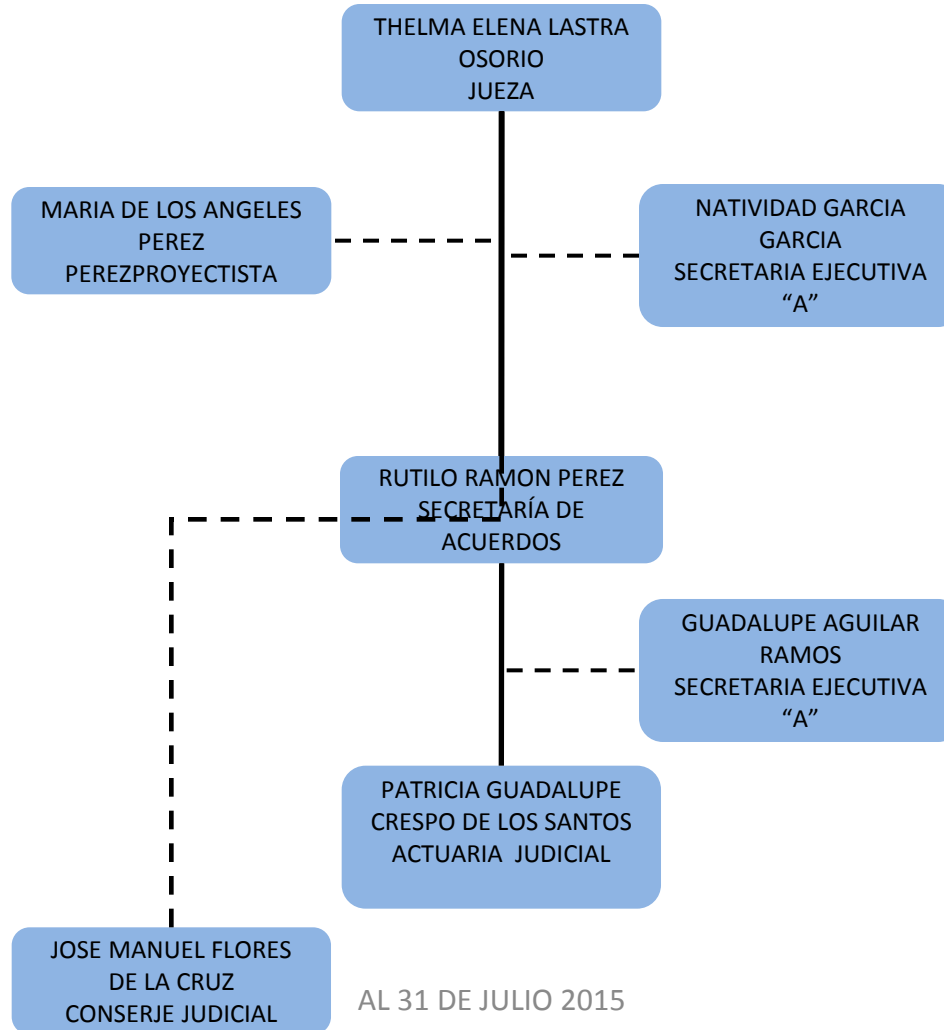 THELMA ELENA LASTRA
OSORIO
JUEZA
MARIA DE LOS ANGELES
PEREZ
PEREZPROYECTISTA
NATIVIDAD GARCIA
GARCIA
SECRETARIA EJECUTIVA
“A”
RUTILO RAMON PEREZ
SECRETARÍA DE
ACUERDOS
GUADALUPE AGUILAR
RAMOS
SECRETARIA EJECUTIVA
“A”
PATRICIA GUADALUPE
CRESPO DE LOS SANTOS
ACTUARIA JUDICIAL
JOSE MANUEL FLORES
DE LA CRUZ
CONSERJE JUDICIAL
AL 31 DE JULIO 2015